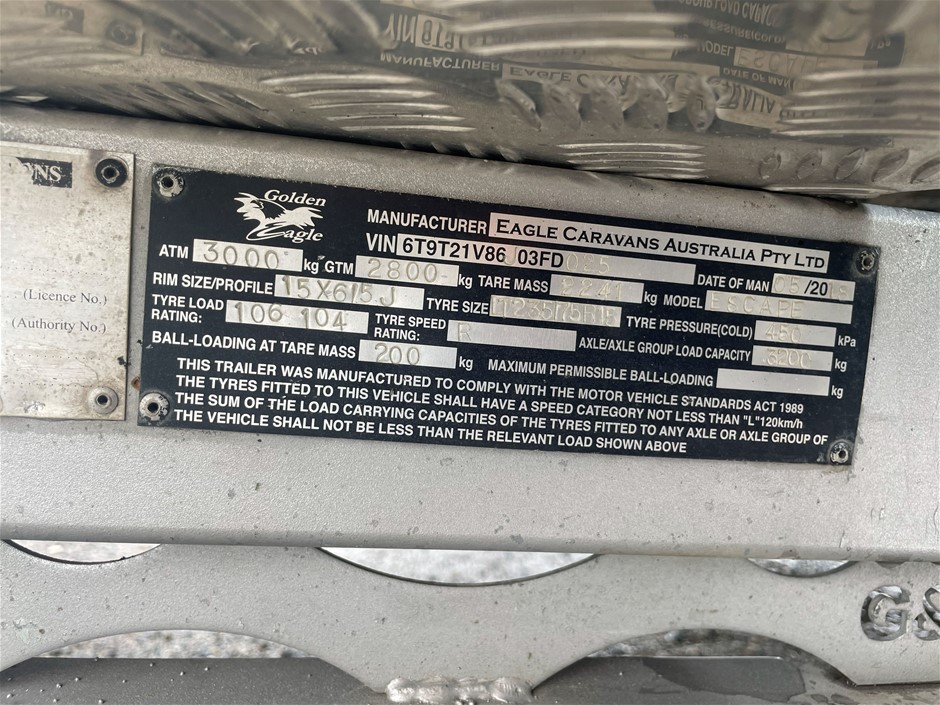 NS
(Licence No.)
(Authority No.)
Golden Eagle
MANUFACTURER EAGLE CARAVANS AUSTRALIA PTY LTD
VIN 6T9T21V86J03FD
ATM 3000 kg GTM 2800 kg TARE MASS 2241 kg MODEL ESCAPE DATE OF MAN 05/20
RIM SIZE/PROFILE 15X6/5J TYRE SIZE TYRE PRESSURE(COLD) 450 kPa
TYRE LOAD RATING: 106 104 TYRE SPEED RATING: R AXLE/AXLE GROUP LOAD CAPACITY kg
BALL-LOADING AT TARE MASS 200 kg MAXIMUM PERMISSIBLE BALL-LOADING kg
THIS TRAILER WAS MANUFACTURED TO COMPLY WITH THE MOTOR VEHICLE STANDARDS ACT 1989
THE TYRES FITTED TO THIS VEHICLE SHALL HAVE A SPEED CATEGORY NOT LESS THAN "L"120km/h
THE SUM OF THE LOAD CARRYING CAPACITIES OF THE TYRES FITTED TO ANY AXLE OR AXLE GROUP OF
THE VEHICLE SHALL NOT BE LESS THAN THE RELEVANT LOAD SHOWN ABOVE
GS